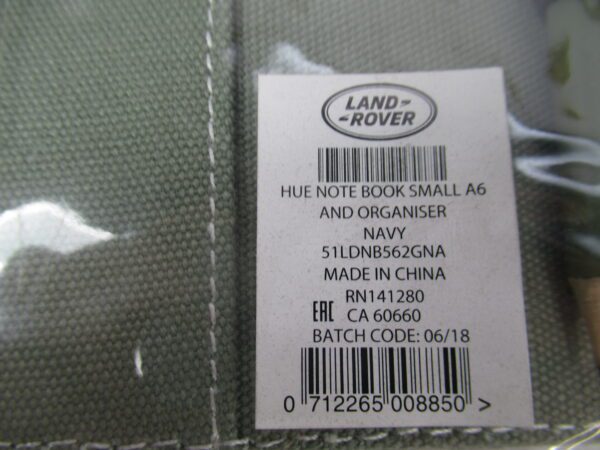 LAND
ROVER
HUE NOTE BOOK SMALL A6
AND ORGANISER
NAVY
51LDNB562GNA
MADE IN CHINA
RN141280
EAC CA 60660
BATCH CODE: 06/18
0 712265 008850 >